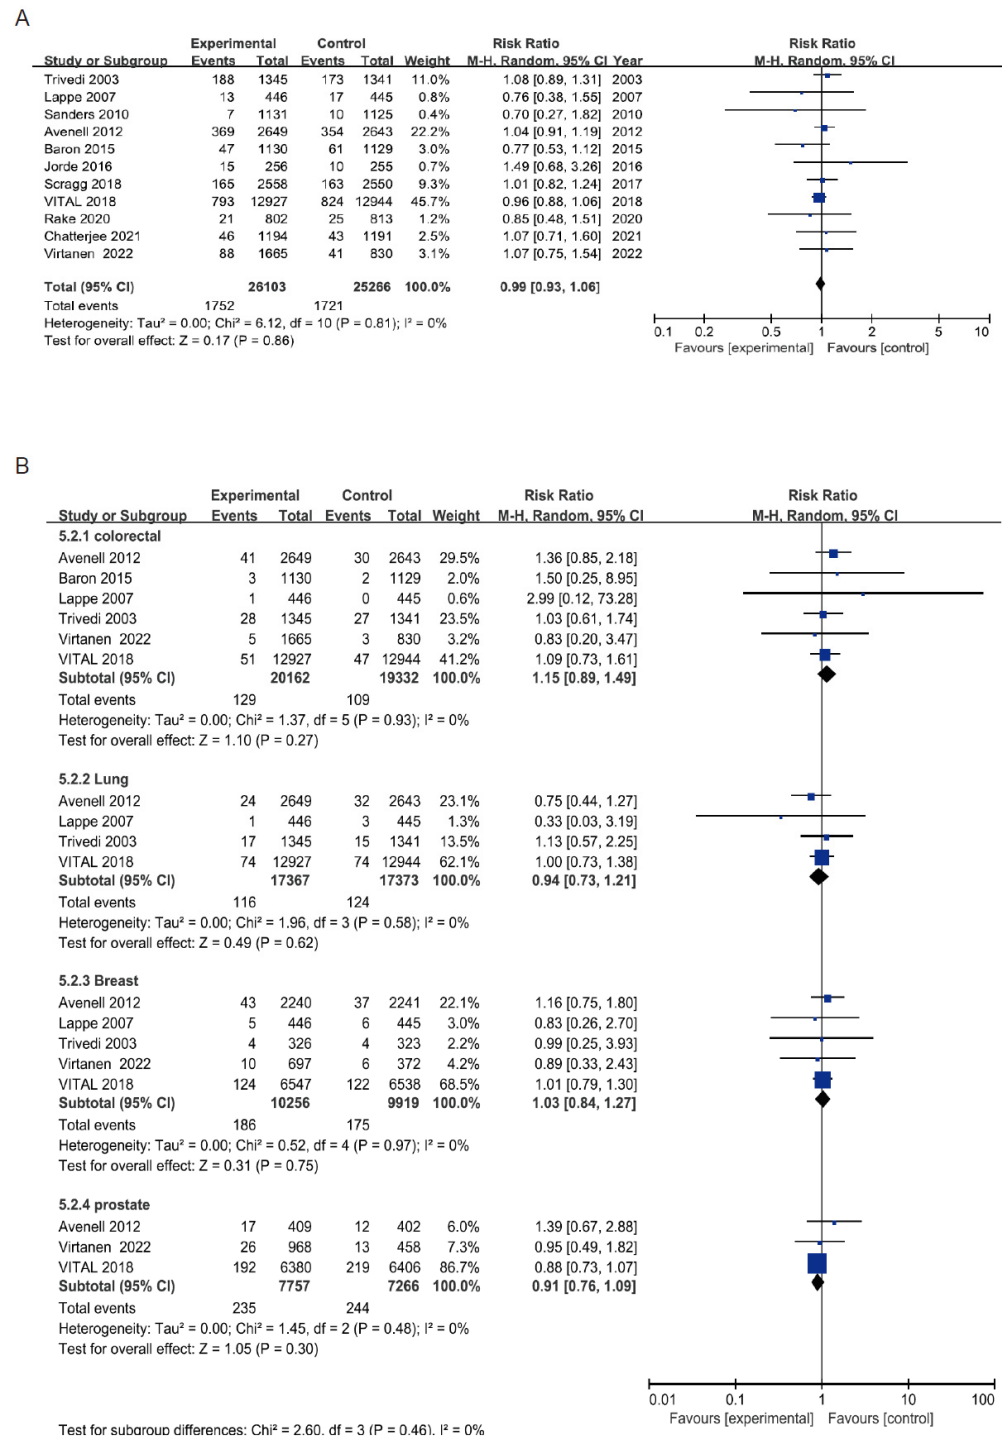 A
Experimental Control Risk Ratio Risk Ratio
Study or Subgroup Events Total Events Total Weight M-H, Random, 95% CI Year M-H, Random, 95% CI
Trivedi 2003 188 1345 173 1341 11.0% 1.08 [0.89, 1.31] 2003
Lappe 2007 13 446 17 445 0.8% 0.76 [0.38, 1.55] 2007
Sanders 2010 7 1131 10 1125 0.4% 0.70 [0.27, 1.82] 2010
Avenell 2012 369 2649 354 2643 22.2% 1.04 [0.91, 1.19] 2012
Baron 2015 47 1130 61 1129 2.8% 0.77 [0.53, 1.12] 2015
Jorde 2016 15 256 10 255 0.7% 1.49 [0.68, 3.26] 2016
Scragg 2018 165 2558 163 2550 9.3% 1.01 [0.82, 1.24] 2017
VITAL 2018 793 12927 824 12944 45.7% 0.96 [0.88, 1.06] 2018
Rake 2020 21 802 25 813 1.2% 0.85 [0.48, 1.51] 2020
Chatterjee 2021 46 1194 43 1191 2.5% 1.07 [0.71, 1.60] 2021
Virtanen 2022 88 1665 41 830 3.1% 1.07 [0.75, 1.54] 2022
Total (95% CI) 26103 25266 100.0% 0.99 [0.93, 1.06]
Total events 1752 1721
Heterogeneity: Tau² = 0.00; Chi² = 6.12, df = 10 (P = 0.81); I² = 0%
Test for overall effect: Z = 0.17 (P = 0.86)
0.1 0.2 0.5 1 2 5 10
Favours [experimental] Favours [control]
B
Experimental Control Risk Ratio Risk Ratio
Study or Subgroup Events Total Events Total Weight M-H, Random, 95% CI M-H, Random, 95% CI
5.2.1 colorectal
Avenell 2012 41 2649 30 2643 29.5% 1.36 [0.85, 2.18]
Baron 2015 3 1130 2 1129 2.0% 1.50 [0.25, 8.95]
Lappe 2007 1 446 0 445 0.6% 2.99 [0.12, 73.28]
Trivedi 2003 28 1345 27 1341 23.5% 1.03 [0.61, 1.74]
Virtanen 2022 5 1665 3 830 3.2% 0.83 [0.20, 3.47]
VITAL 2018 51 12927 47 12944 41.2% 1.09 [0.73, 1.61]
Subtotal (95% CI) 20162 19332 100.0% 1.15 [0.89, 1.49]
Total events 129 109
Heterogeneity: Tau² = 0.00; Chi² = 1.37, df = 5 (P = 0.93); I² = 0%
Test for overall effect: Z = 1.10 (P = 0.27)
5.2.2 Lung
Avenell 2012 24 2649 32 2643 23.1% 0.75 [0.44, 1.27]
Lappe 2007 1 446 3 445 1.3% 0.33 [0.03, 3.19]
Trivedi 2003 17 1345 15 1341 13.5% 1.13 [0.57, 2.25]
VITAL 2018 74 12927 74 12944 62.1% 1.00 [0.73, 1.38]
Subtotal (95% CI) 17367 17373 100.0% 0.94 [0.73, 1.21]
Total events 116 124
Heterogeneity: Tau² = 0.00; Chi² = 1.96, df = 3 (P = 0.58); I² = 0%
Test for overall effect: Z = 0.49 (P = 0.62)
5.2.3 Breast
Avenell 2012 43 2240 37 2241 22.1% 1.16 [0.75, 1.80]
Lappe 2007 5 446 6 445 3.0% 0.83 [0.26, 2.70]
Trivedi 2003 4 326 4 323 2.2% 0.99 [0.25, 3.93]
Virtanen 2022 10 697 6 372 4.2% 0.89 [0.33, 2.43]
VITAL 2018 124 6547 122 6538 68.5% 1.01 [0.79, 1.30]
Subtotal (95% CI) 10256 9919 100.0% 1.03 [0.84, 1.27]
Total events 186 175
Heterogeneity: Tau² = 0.00; Chi² = 0.52, df = 4 (P = 0.97); I² = 0%
Test for overall effect: Z = 0.31 (P = 0.75)
5.2.4 prostate
Avenell 2012 17 409 12 402 6.0% 1.39 [0.67, 2.88]
Virtanen 2022 26 968 13 458 7.3% 0.95 [0.49, 1.82]
VITAL 2018 192 6380 219 6406 86.7% 0.88 [0.73, 1.07]
Subtotal (95% CI) 7757 7266 100.0% 0.91 [0.76, 1.09]
Total events 235 244
Heterogeneity: Tau² = 0.00; Chi² = 1.45, df = 2 (P = 0.48); I² = 0%
Test for overall effect: Z = 1.05 (P = 0.30)
0.01 0.1 1 10 100
Favours [experimental] Favours [control]
Test for subgroup differences: Chi² = 2.60, df = 3 (P = 0.46), I² = 0%